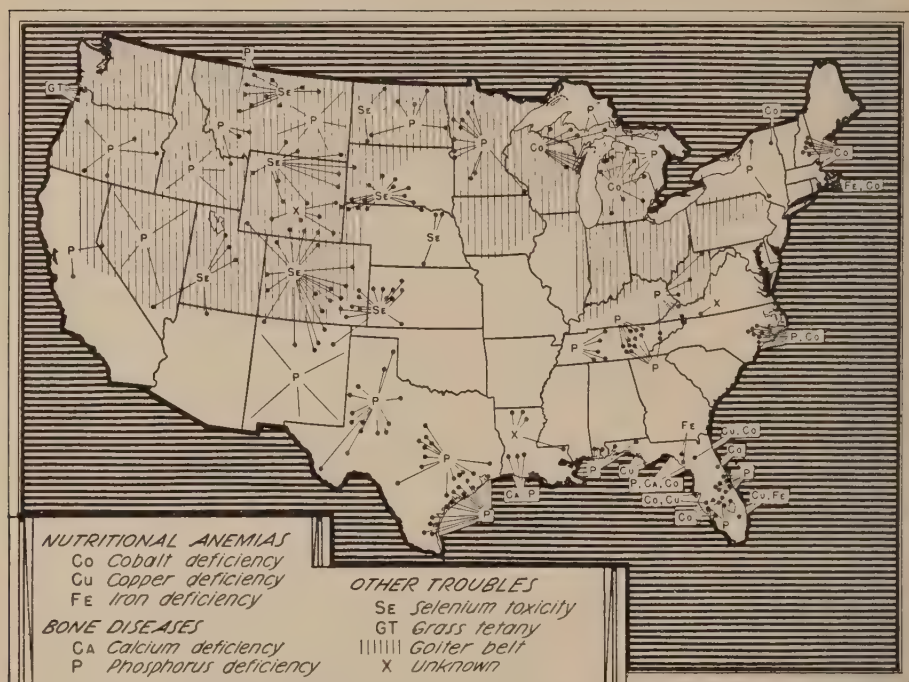 P
GT
Se
P
P
Se
P
P
P
P
Se
X
Se
Se
P
P
Se
Se
Se
P
P
Co
P
P
Co
Co
P
Co
Fe, Co
P
X
P
P
P
P, Co
P
P
P
P
X
Ca P
P
Cu
P, Ca, Co
Co, Cu
Co
Fe
Cu, Co
Co
P
Cu, Fe
P
NUTRITIONAL ANEMIAS
Co Cobalt deficiency
Cu Copper deficiency
Fe Iron deficiency
BONE DISEASES
Ca Calcium deficiency
P Phosphorus deficiency
OTHER TROUBLES
Se Selenium toxicity
GT Grass tetany
Goiter belt
X Unknown